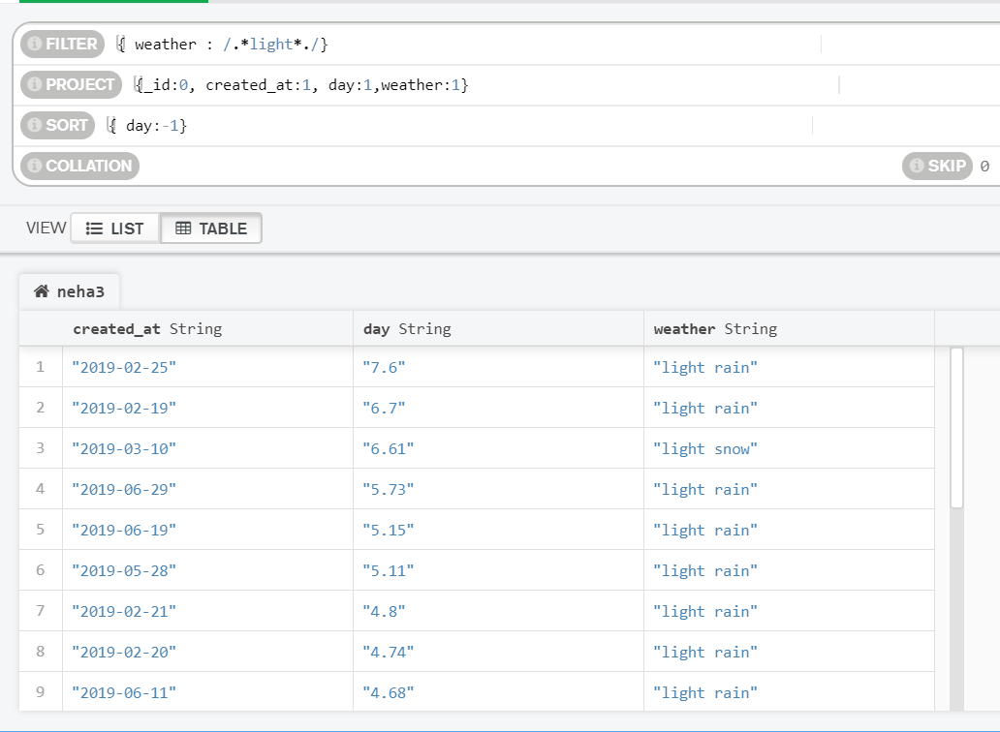 FILTER { weather : /.*light*./}
PROJECT {_id:0, created_at:1, day:1,weather:1}
SORT { day:-1}
COLLATION SKIP 0
VIEW LIST TABLE
neha3
created_at String day String weather String
1 "2019-02-25" "7.6" "light rain"
2 "2019-02-19" "6.7" "light rain"
3 "2019-03-10" "6.61" "light snow"
4 "2019-06-29" "5.73" "light rain"
5 "2019-06-19" "5.15" "light rain"
6 "2019-05-28" "5.11" "light rain"
7 "2019-02-21" "4.8" "light rain"
8 "2019-02-20" "4.74" "light rain"
9 "2019-06-11" "4.68" "light rain"